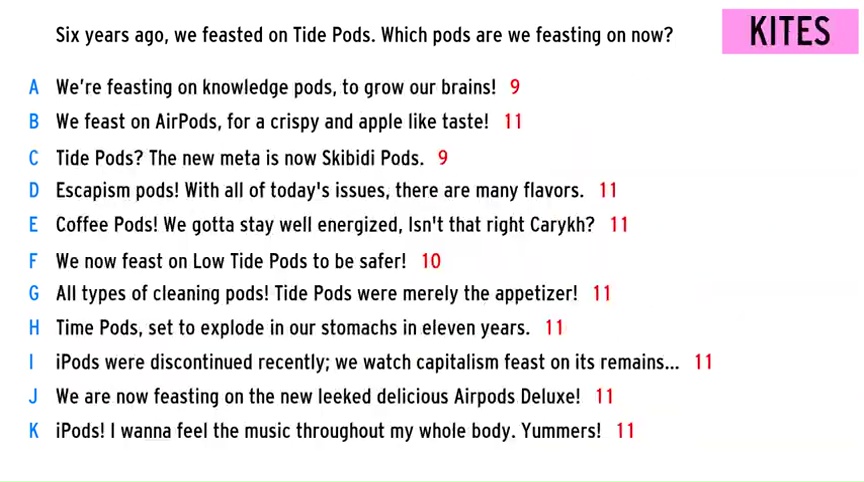 Six years ago, we feasted on Tide Pods. Which pods are we feasting on now?
KITES
A We're feasting on knowledge pods, to grow our brains! 9
B We feast on AirPods, for a crispy and apple like taste! 11
C Tide Pods? The new meta is now Skibidi Pods. 9
D Escapism pods! With all of today's issues, there are many flavors. 11
E Coffee Pods! We gotta stay well energized, Isn't that right Carykh? 11
F We now feast on Low Tide Pods to be safer! 10
G All types of cleaning pods! Tide Pods were merely the appetizer! 11
H Time Pods, set to explode in our stomachs in eleven years. 11
I iPods were discontinued recently; we watch capitalism feast on its remains... 11
J We are now feasting on the new leeked delicious Airpods Deluxe! 11
K iPods! I wanna feel the music throughout my whole body. Yummers! 11